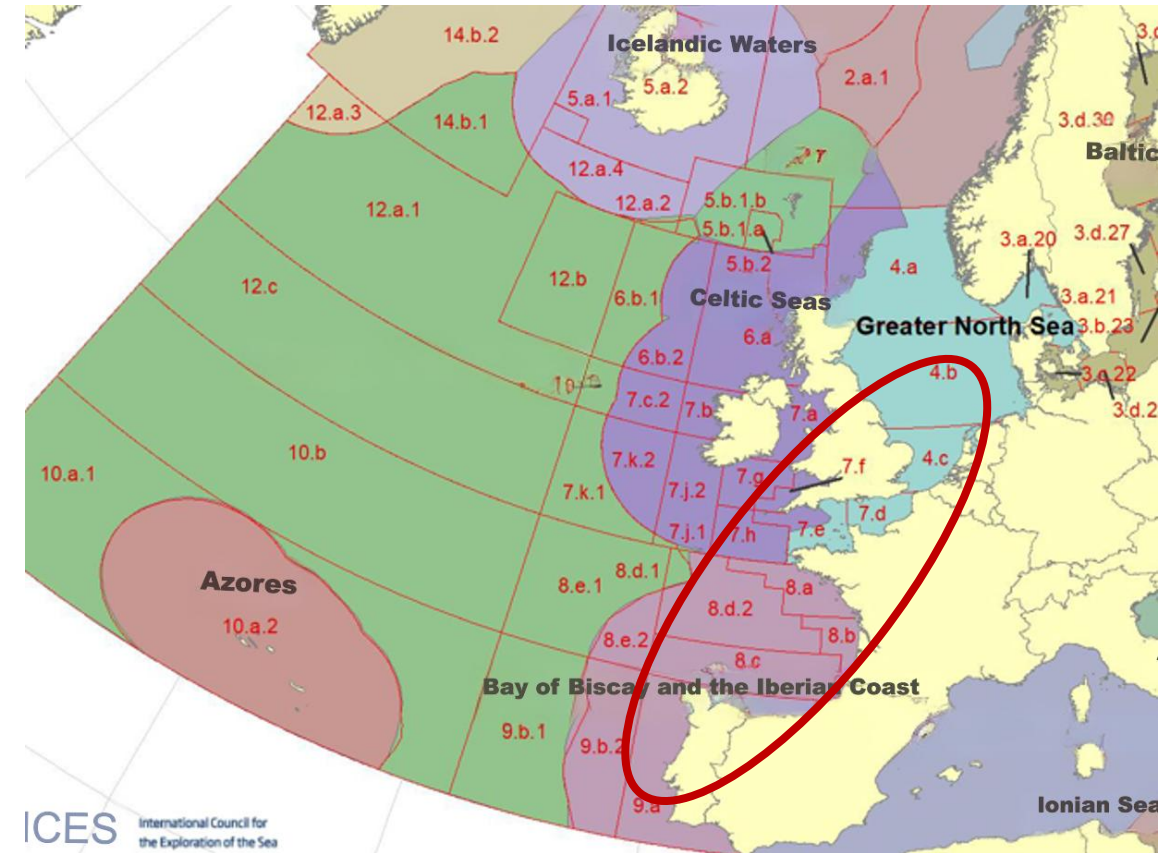 14.b.2
Icelandic Waters
3.d
2.a.1
5.a.2
5.a.1
12.a.3
14.b.1
3.d.30
Baltic
12.a.4
5.b.1.b
12.a.2
12.a.1
5.b.1.a
3.a.20
3.d.27
5.b.2
4.a
12.b
12.c
6.b.1
Celtic Seas
3.a.21
Greater North Sea
3.b.23
6.a
6.b.2
4.b
3.c.22
7.c.2
7.b
7.a
3.d.2
10.b
7.k.2
4.c
10.a.1
7.g
7.f
7.k.1
7.j.2
7.d
7.j.1
7.h
7.e
8.d.1
8.e.1
8.a
Azores
8.d.2
10.a.2
8.e.2
8.b
8.c
Bay of Biscay and the Iberian Coast
9.b.1
9.b.2
9.a
Ionian Sea
ICES
International Council for
the Exploration of the Sea